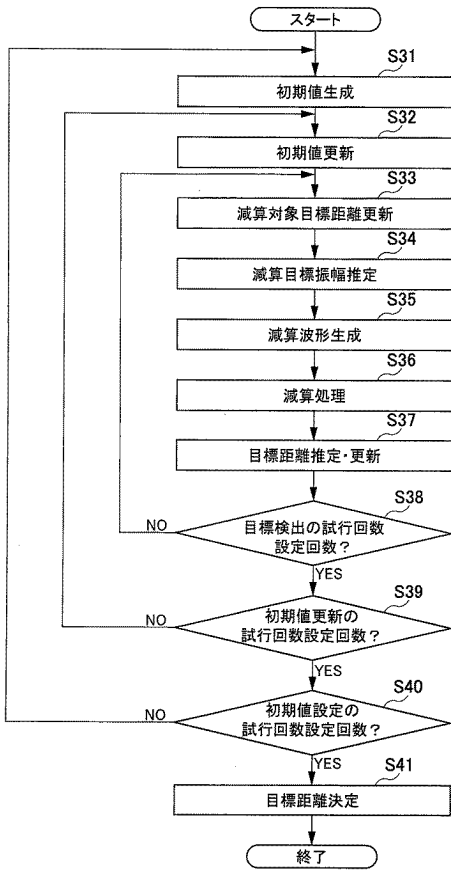 スタート
S31
初期値生成
S32
初期値更新
S33
減算対象目標距離更新
S34
減算目標振幅推定
S35
減算波形生成
S36
減算処理
S37
目標距離推定・更新
S38
目標検出の試行回数
設定回数?
NO
YES
S39
初期値更新の
試行回数設定回数?
NO
YES
S40
初期値設定の
試行回数設定回数?
NO
YES
S41
目標距離決定
終了